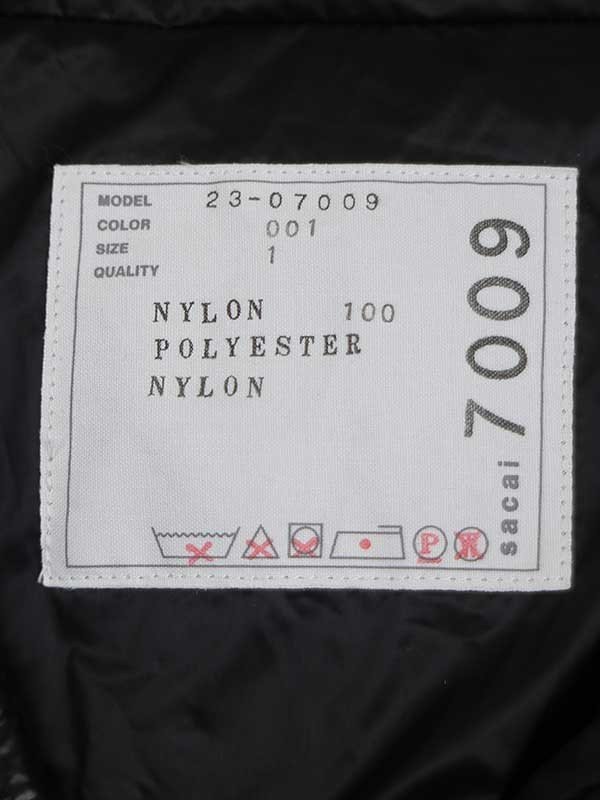 MODEL 23-07009
COLOR 001
SIZE 1
QUALITY
NYLON 100
POLYESTER
NYLON
P W
sacai 7009